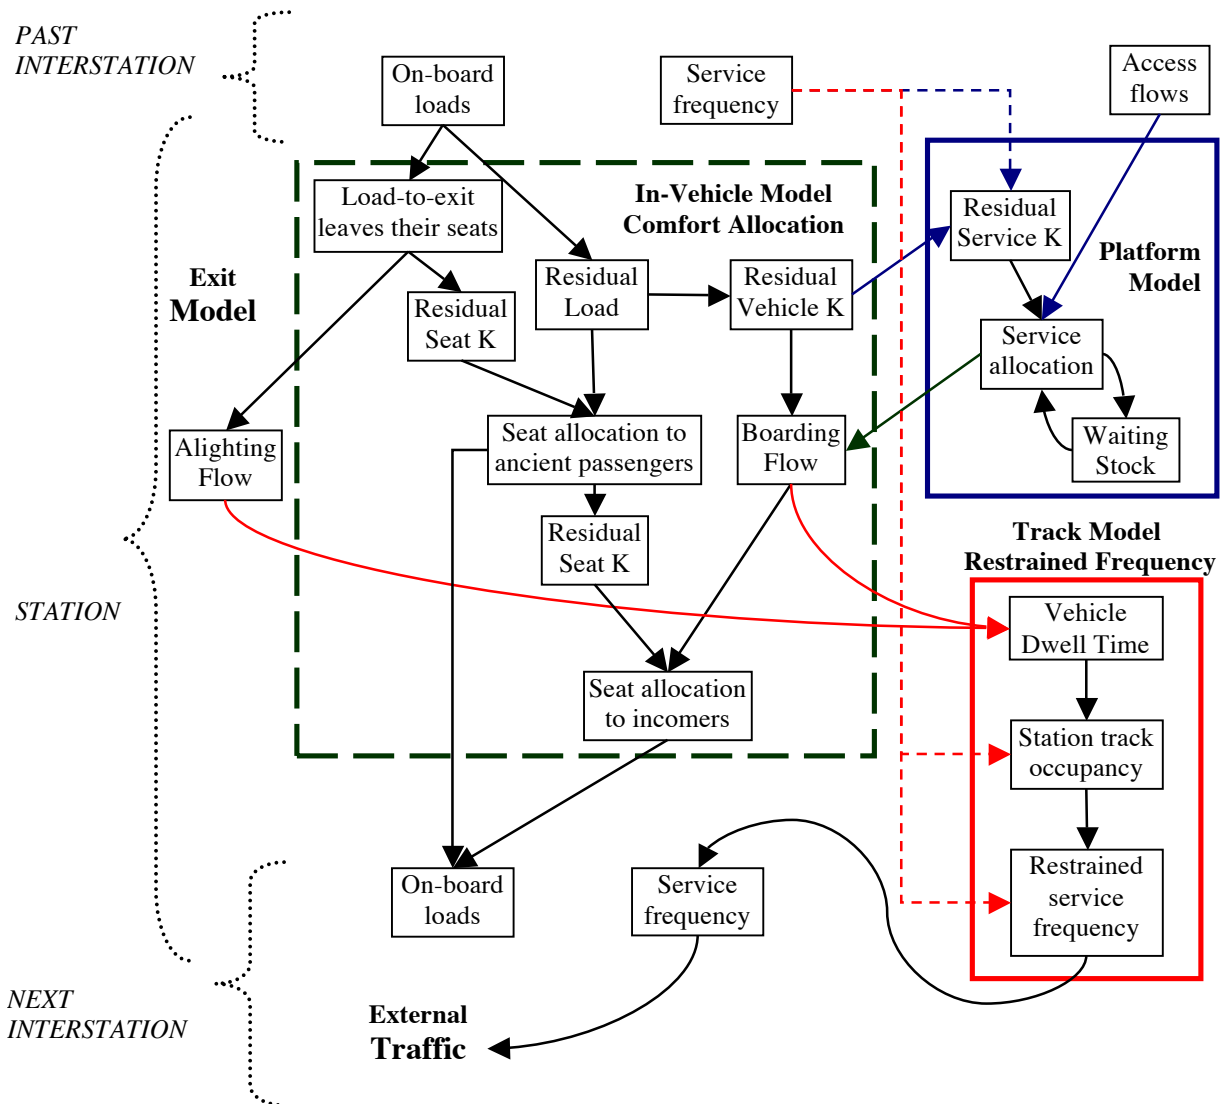 PAST
INTERSTATION
On-board
loads
Service
frequency
Access
flows
Load-to-exit
leaves their seats
In-Vehicle Model
Comfort Allocation
Residual
Service K
Platform
Model
Exit
Model
Residual
Seat K
Residual
Load
Residual
Vehicle K
Service
allocation
Alighting
Flow
Seat allocation to
ancient passengers
Boarding
Flow
Waiting
Stock
Residual
Seat K
Track Model
Restrained Frequency
STATION
Vehicle
Dwell Time
Seat allocation
to incomers
Station track
occupancy
On-board
loads
Service
frequency
Restrained
service
frequency
NEXT
INTERSTATION
External
Traffic